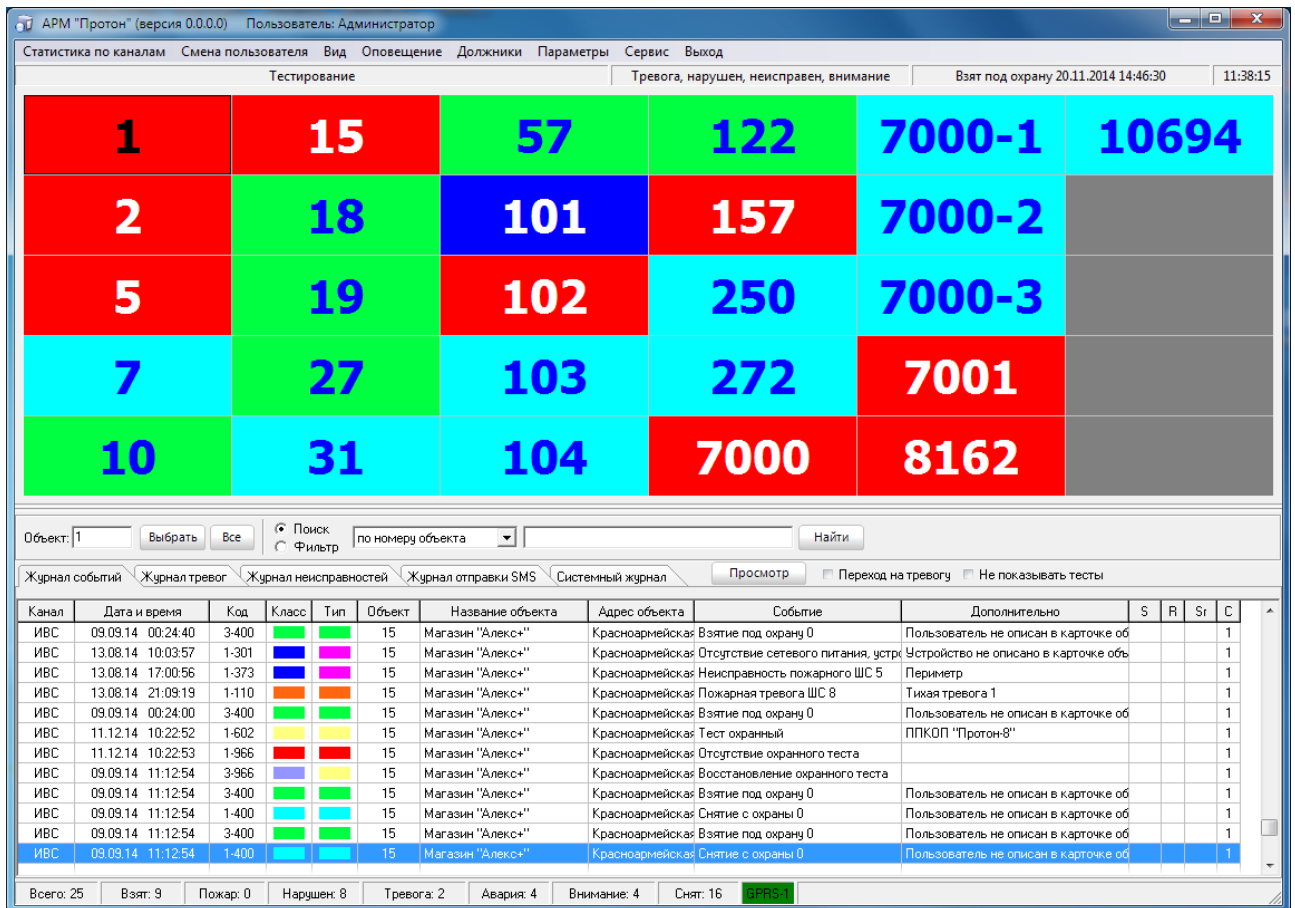 АРМ "Протон" (версия 0.0.0.0) Пользователь: Администратор
Статистика по каналам Смена пользователя Вид Оповещение Должники Параметры Сервис Выход
Тестирование Тревога, нарушен, неисправен, внимание Взят под охрану 20.11.2014 14:46:30 11:38:15
1 15 57 122 7000-1 10694
2 18 101 157 7000-2
5 19 102 250 7000-3
7 27 103 272 7001
10 31 104 7000 8162
Объект: 1 Выбрать Все Поиск Фильтр по номеру объекта Найти
Журнал событий Журнал тревог Журнал неисправностей Журнал отправки SMS Системный журнал Просмотр Переход на тревогу Не показывать тесты
Канал Дата и время Код Класс Тип Объект Название объекта Адрес объекта Событие Дополнительно S R Sr C
ИВС 09.09.14 00:24:40 3-400 15 Магазин "Алекс+" Красноармейская Взятие под охрану 0 Пользователь не описан в карточке об 1
ИВС 13.08.14 10:03:57 1-301 15 Магазин "Алекс+" Красноармейская Отсутствие сетевого питания, устро Устройство не описано в карточке объ 1
ИВС 13.08.14 17:00:56 1-373 15 Магазин "Алекс+" Красноармейская Неисправность пожарного ШС 5 Периметр 1
ИВС 13.08.14 21:09:19 1-110 15 Магазин "Алекс+" Красноармейская Пожарная тревога ШС 8 Тихая тревога 1 1
ИВС 09.09.14 00:24:00 3-400 15 Магазин "Алекс+" Красноармейская Взятие под охрану 0 Пользователь не описан в карточке об 1
ИВС 11.12.14 10:22:52 1-602 15 Магазин "Алекс+" Красноармейская Тест охранный ППКОП "Протон-8" 1
ИВС 11.12.14 10:22:53 1-966 15 Магазин "Алекс+" Красноармейская Отсутствие охранного теста 1
ИВС 09.09.14 11:12:54 3-966 15 Магазин "Алекс+" Красноармейская Восстановление охранного теста 1
ИВС 09.09.14 11:12:54 3-400 15 Магазин "Алекс+" Красноармейская Взятие под охрану 0 Пользователь не описан в карточке об 1
ИВС 09.09.14 11:12:54 1-400 15 Магазин "Алекс+" Красноармейская Снятие с охраны 0 Пользователь не описан в карточке об 1
ИВС 09.09.14 11:12:54 3-400 15 Магазин "Алекс+" Красноармейская Взятие под охрану 0 Пользователь не описан в карточке об 1
ИВС 09.09.14 11:12:54 1-400 15 Магазин "Алекс+" Красноармейская Снятие с охраны 0 Пользователь не описан в карточке об 1
Всего: 25 Взят: 9 Пожар: 0 Нарушен: 8 Тревога: 2 Авария: 4 Внимание: 4 Снят: 16 GPRS-1